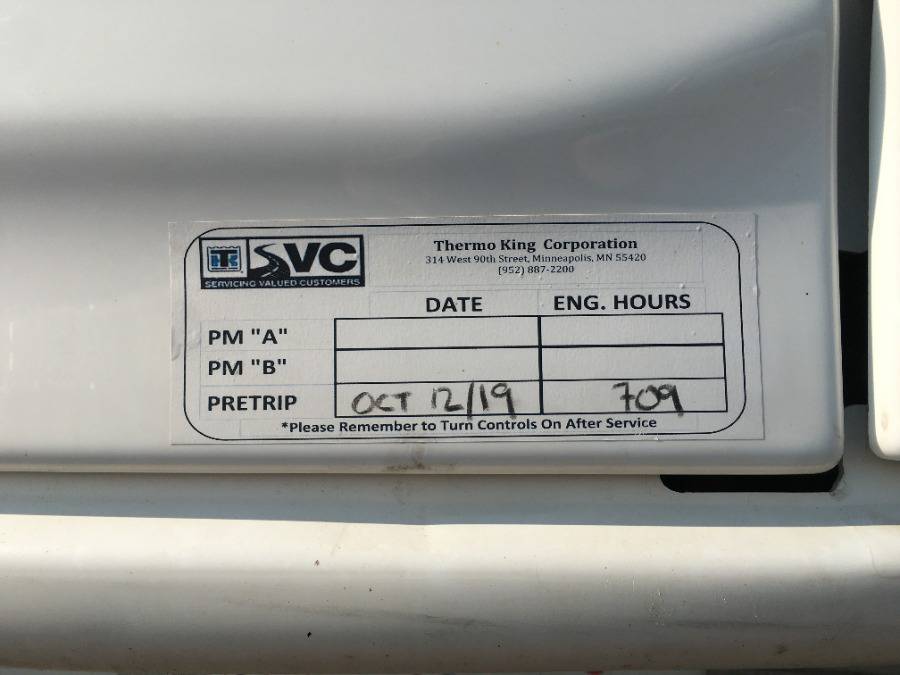 SVC
SERVICING VALUED CUSTOMERS
Thermo King Corporation
314 West 90th Street, Minneapolis, MN 55420
(952) 887-2200
DATE ENG. HOURS
PM "A"
PM "B"
PRETRIP OCT 12/19 709
*Please Remember to Turn Controls On After Service